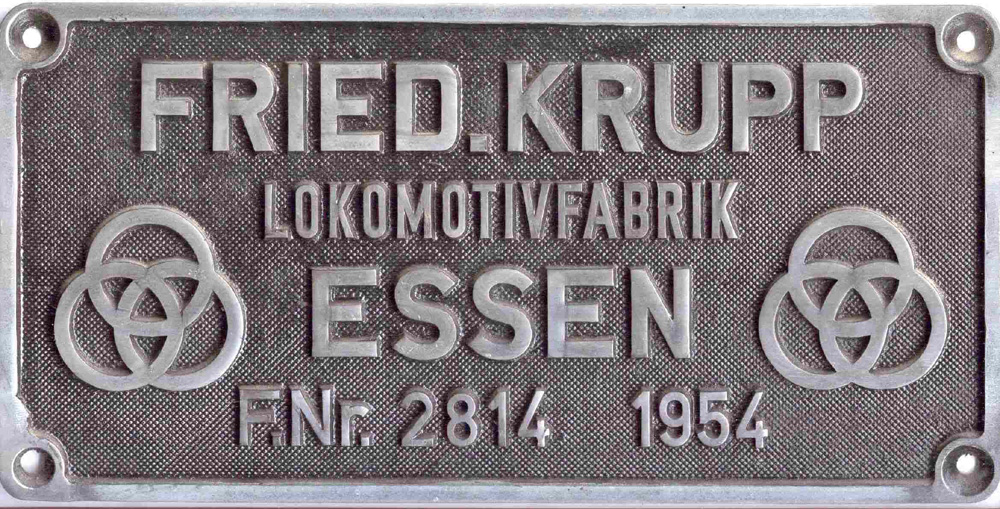 FRIED.KRUPP
LOKOMOTIVFABRIK
ESSEN
F.Nr. 2814 1954